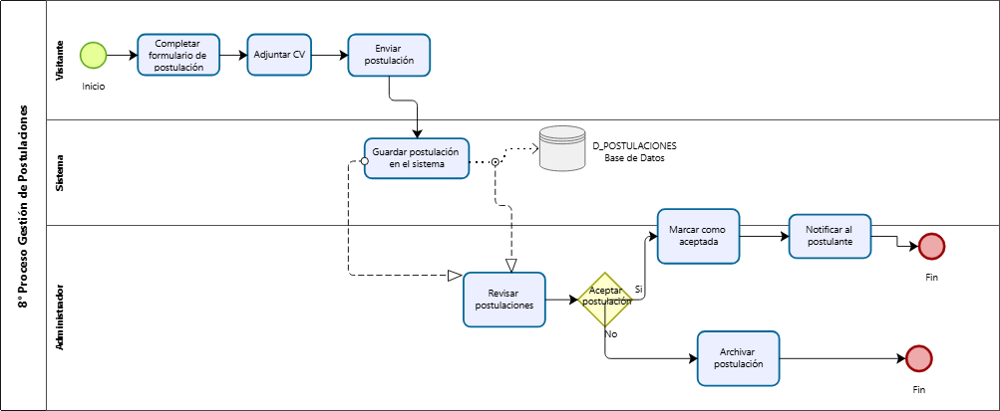 8° Proceso Gestión de Postulaciones
Visitante
Inicio
Completar
formulario de
postulación
Adjuntar CV
Enviar
postulación
Sistema
Guardar postulación
en el sistema
D_POSTULACIONES
Base de Datos
Administrador
Revisar
postulaciones
Aceptar
postulación
Si
No
Marcar como
aceptada
Notificar al
postulante
Fin
Archivar
postulación
Fin